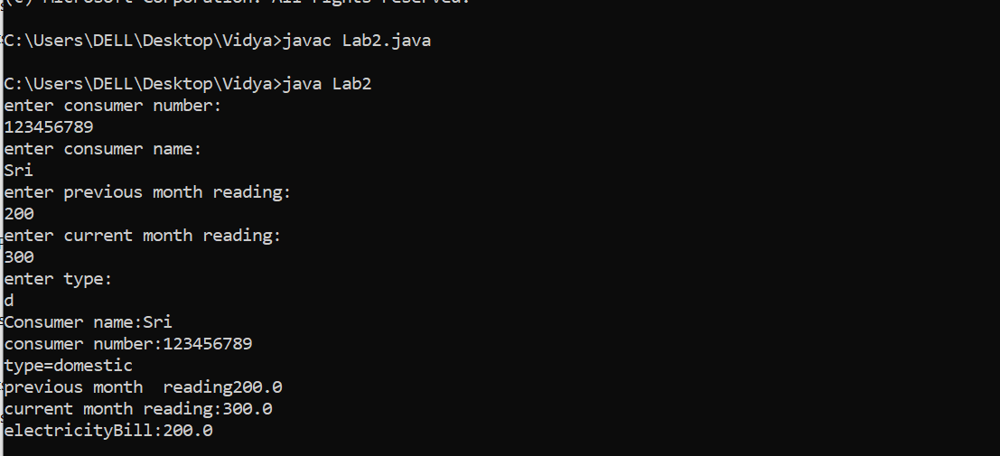 (c) Microsoft Corporation. All rights reserved.
C:\Users\DELL\Desktop\Vidya>javac Lab2.java
C:\Users\DELL\Desktop\Vidya>java Lab2
enter consumer number:
123456789
enter consumer name:
Sri
enter previous month reading:
200
enter current month reading:
300
enter type:
d
Consumer name:Sri
consumer number:123456789
type=domestic
previous month  reading200.0
current month reading:300.0
electricityBill:200.0